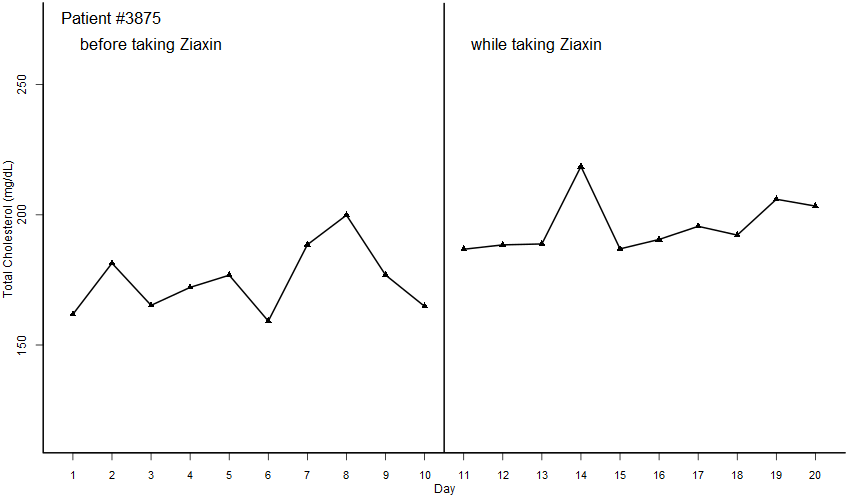 Patient #3875
before taking Ziaxin
while taking Ziaxin
Total Cholesterol (mg/dL)
250
200
150
1 2 3 4 5 6 7 8 9 10 11 12 13 14 15 16 17 18 19 20
Day